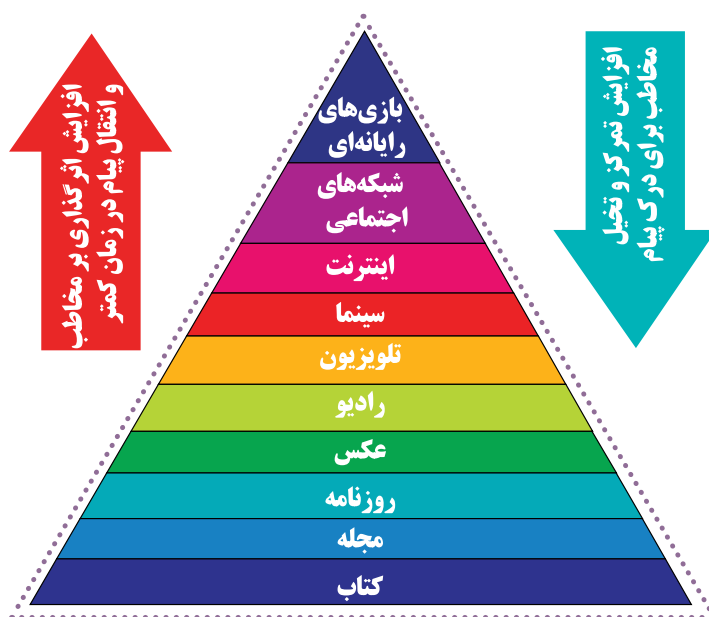 بازی‌های
رایانه‌ای
شبکه‌های
اجتماعی
اینترنت
سینما
تلویزیون
رادیو
عکس
روزنامه
مجله
کتاب
افزایش تمرکز و تخیل
مخاطب برای درک پیام
افزایش اثرگذاری بر مخاطب
و انتقال پیام در زمان کمتر